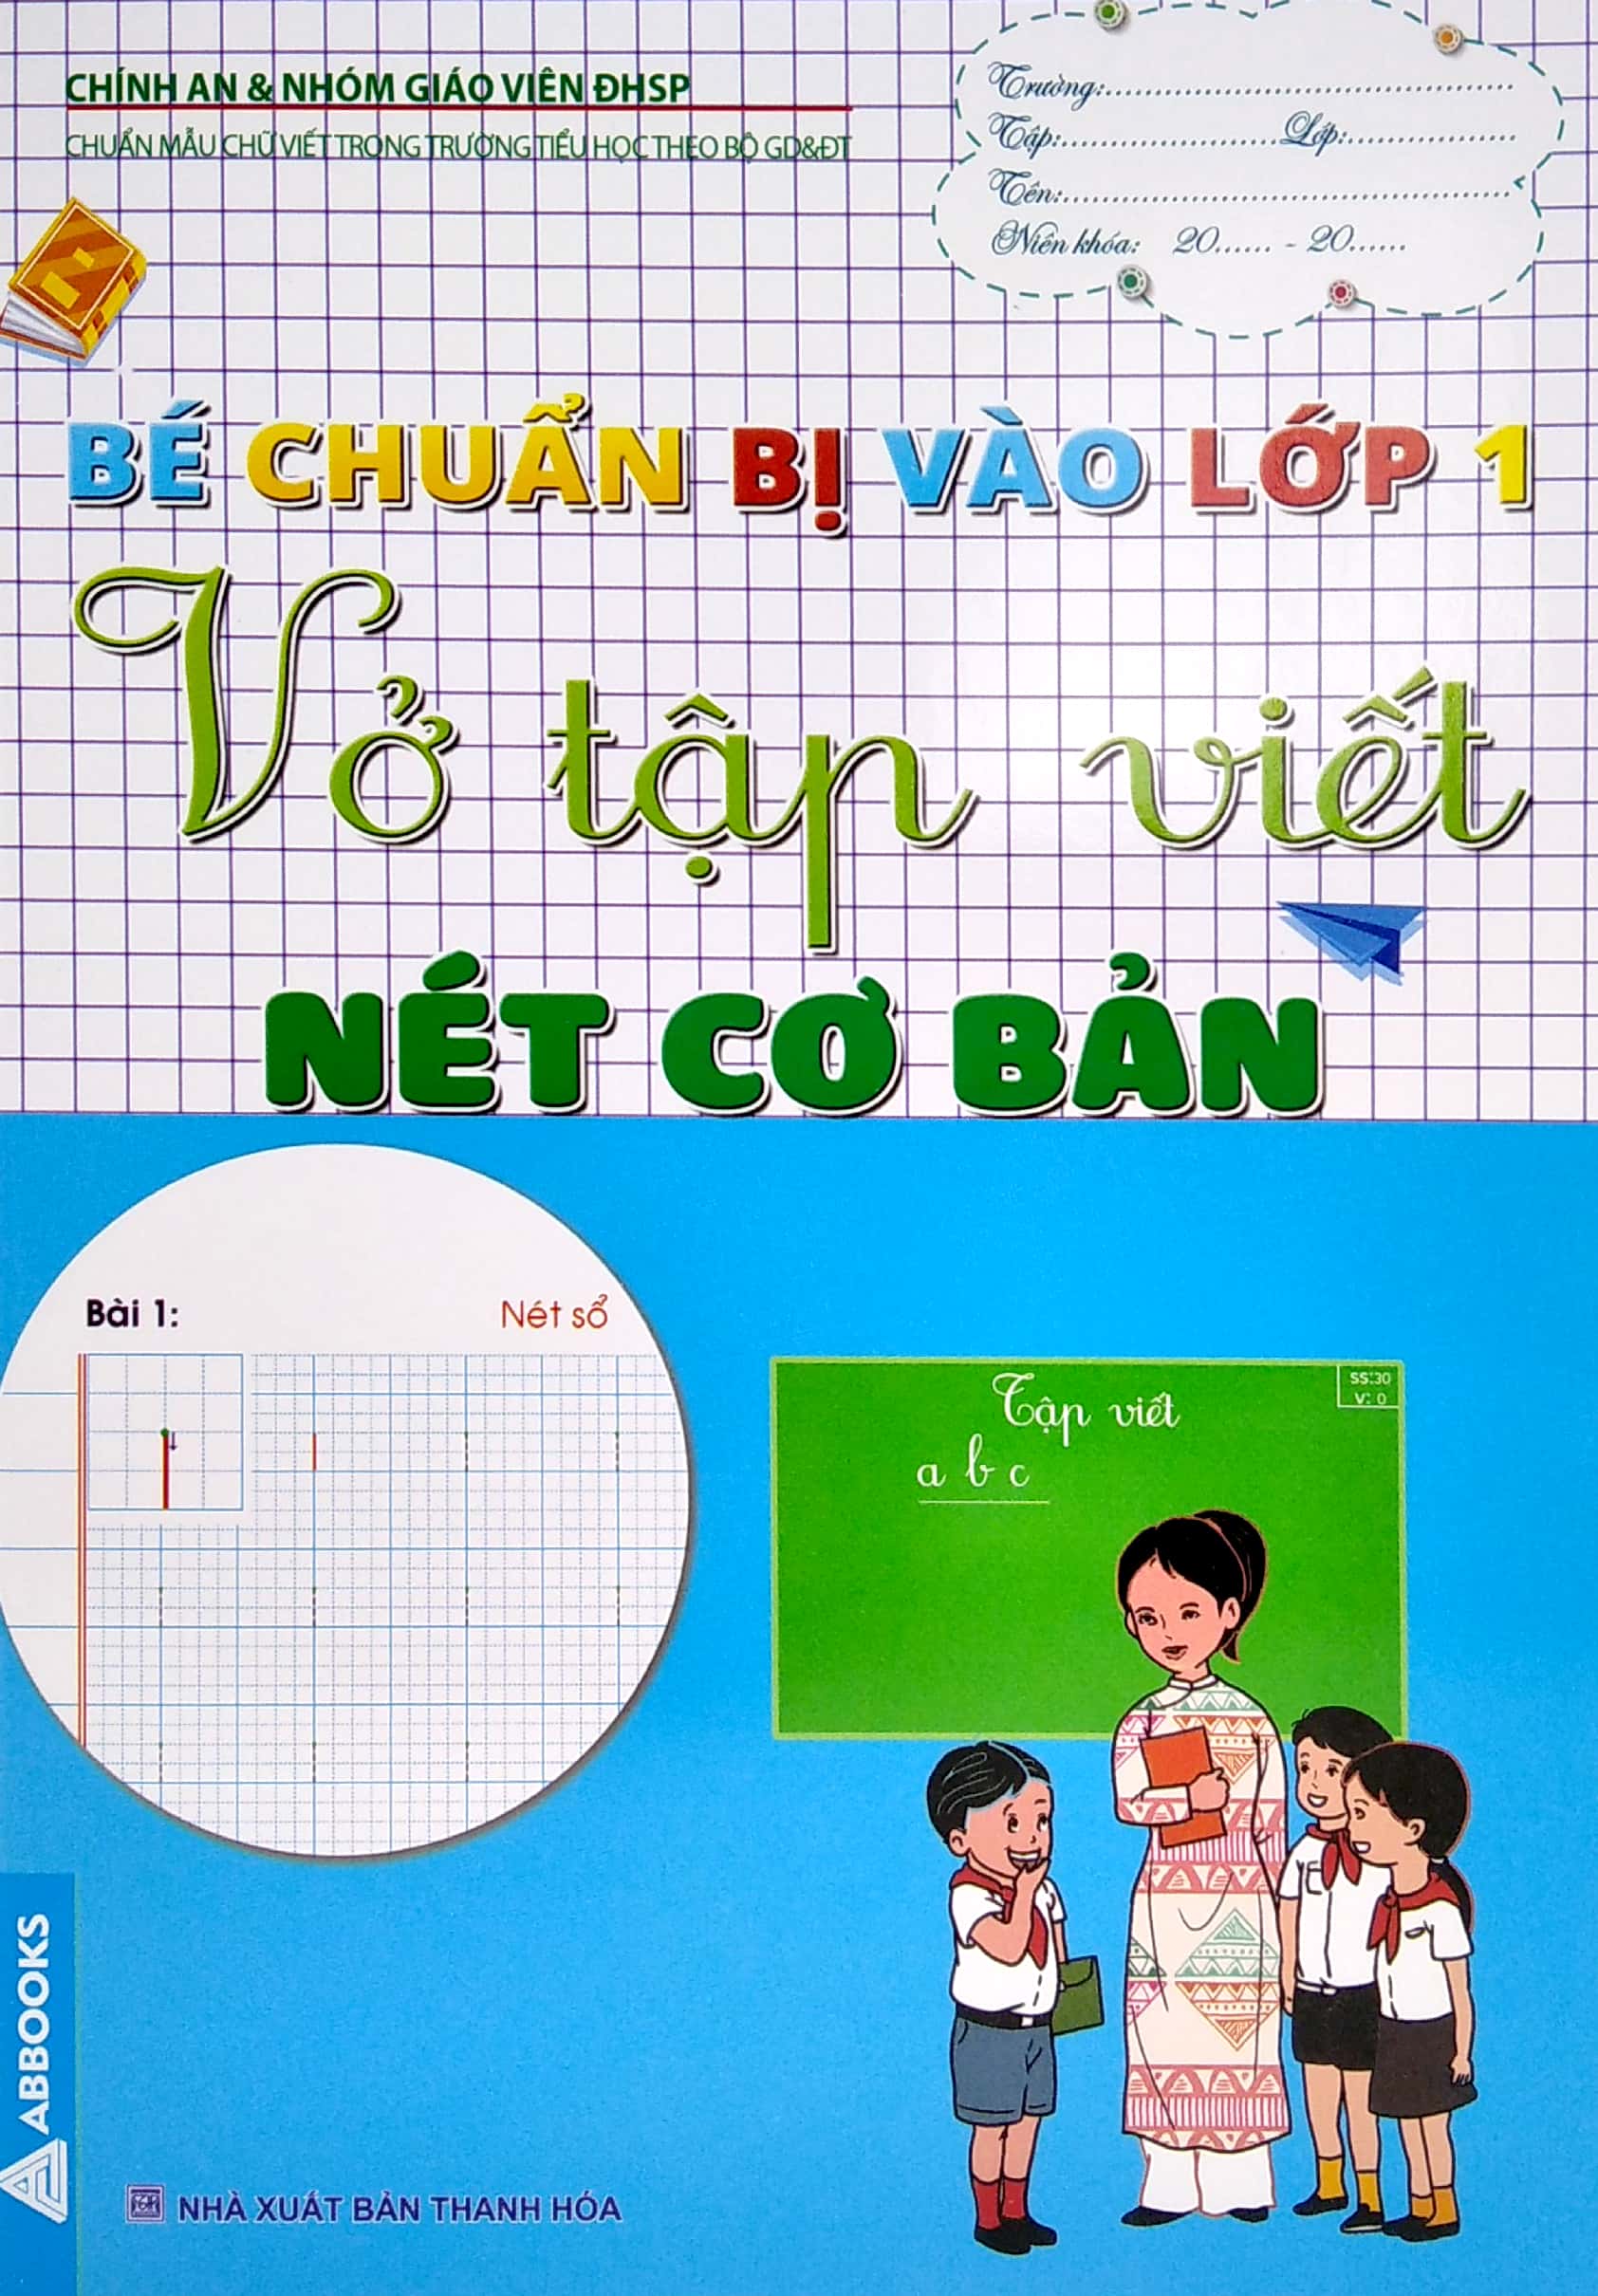 CHÍNH AN & NHÓM GIÁO VIÊN ĐHSP
CHUẨN MẪU CHỮ VIẾT TRONG TRƯỜNG TIỂU HỌC THEO BỘ GD&ĐT
Trường:..........................................
Tập:.......................Lớp:..................
Tên:..............................................
Niên khóa: 20...... - 20......
BÉ CHUẨN BỊ VÀO LỚP 1
Vở tập viết
NÉT CƠ BẢN
Bài 1: Nét sổ
SS:30
V: 0
Tập viết
a b c
ABBOOKS
NHÀ XUẤT BẢN THANH HÓA